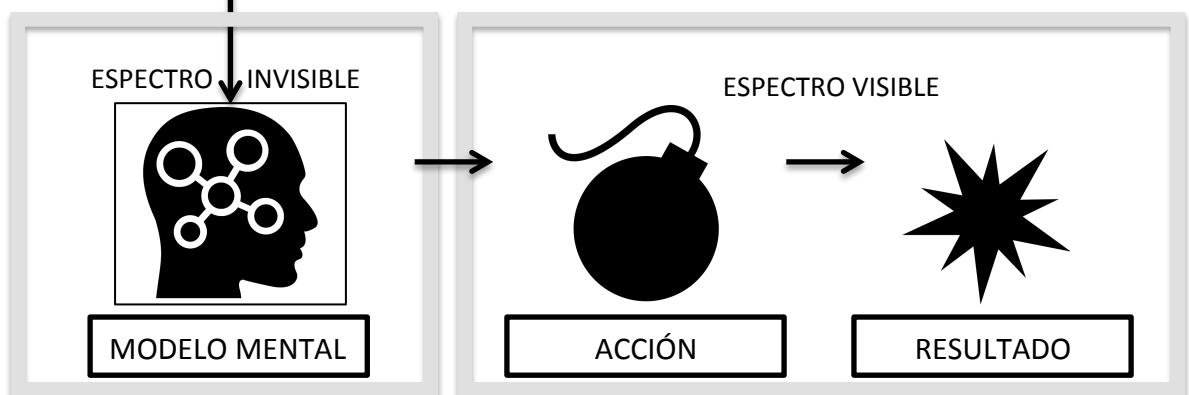 ESPECTRO INVISIBLE
ESPECTRO VISIBLE
MODELO MENTAL
ACCIÓN
RESULTADO